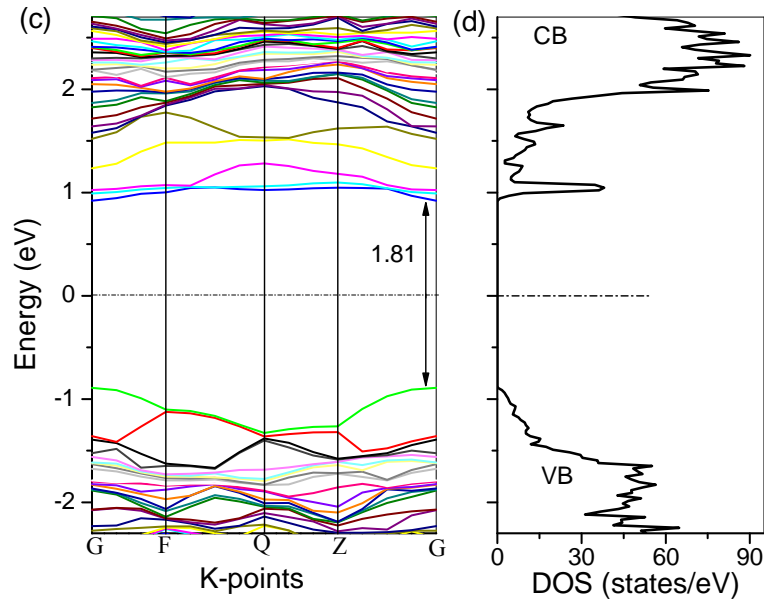 (c)
(d)
Energy (eV)
2
1
0
-1
-2
1.81
G F Q Z G
K-points
CB
VB
0 30 60 90
DOS (states/eV)